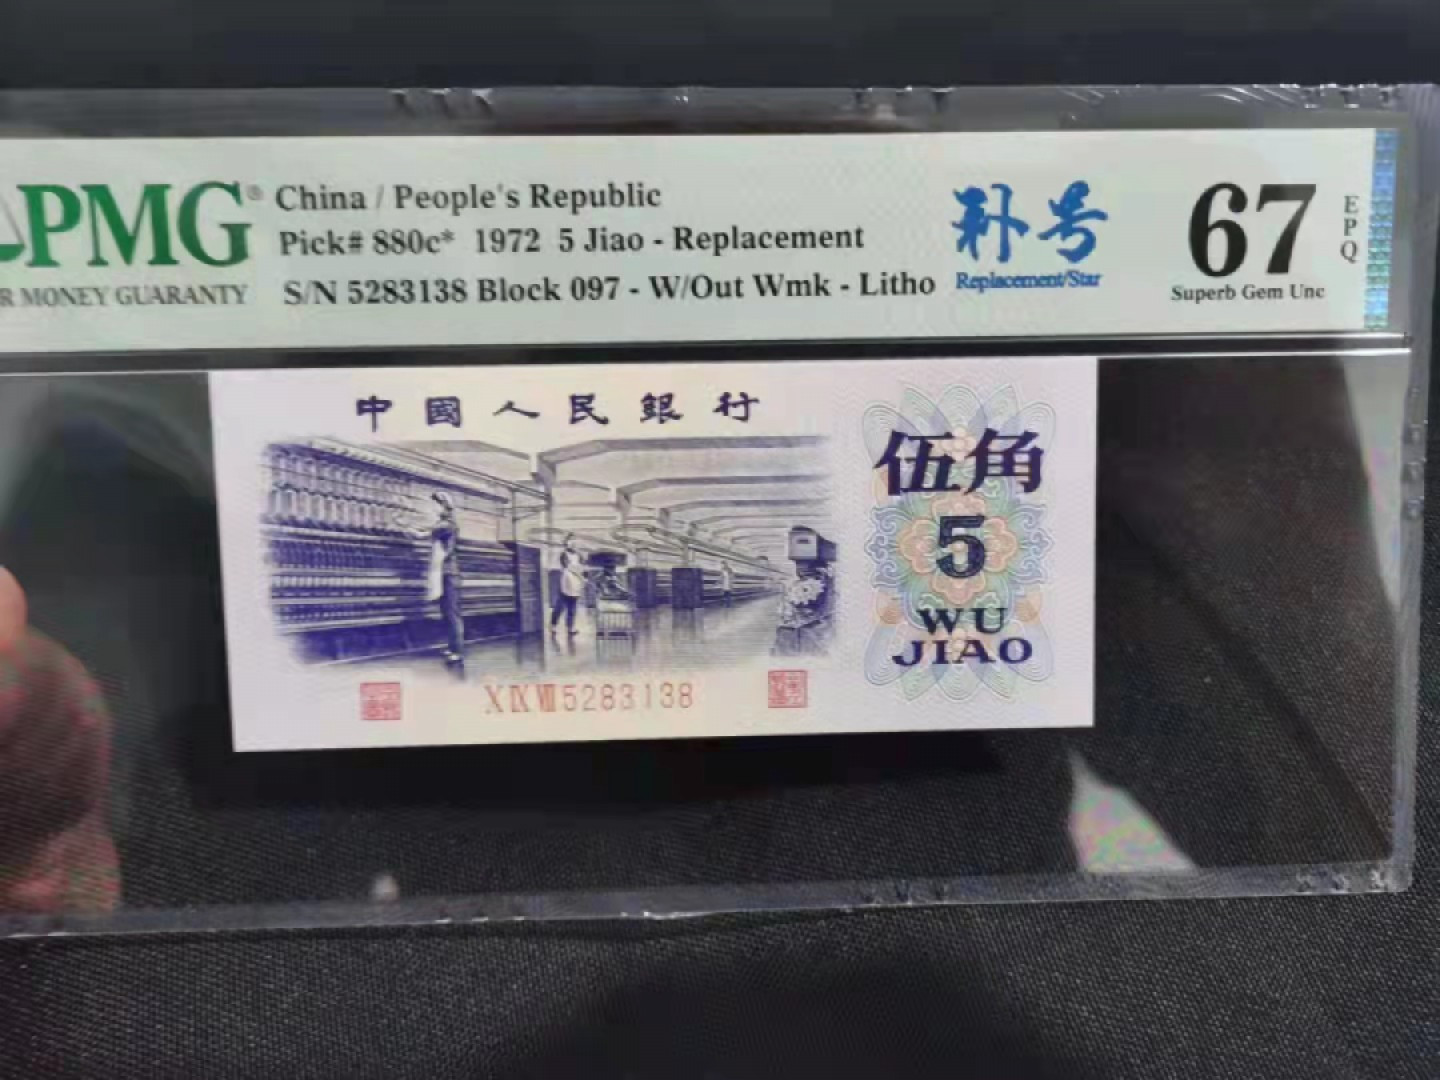 PMG®
R MONEY GUARANTY
China / People's Republic
Pick# 880c* 1972 5 Jiao - Replacement
S/N 5283138 Block 097 - W/Out Wmk - Litho
补号
Replacement/Star
67
EPQ
Superb Gem Unc
中國人民銀行
伍角
5
WU
JIAO
X IX VIII 5283138